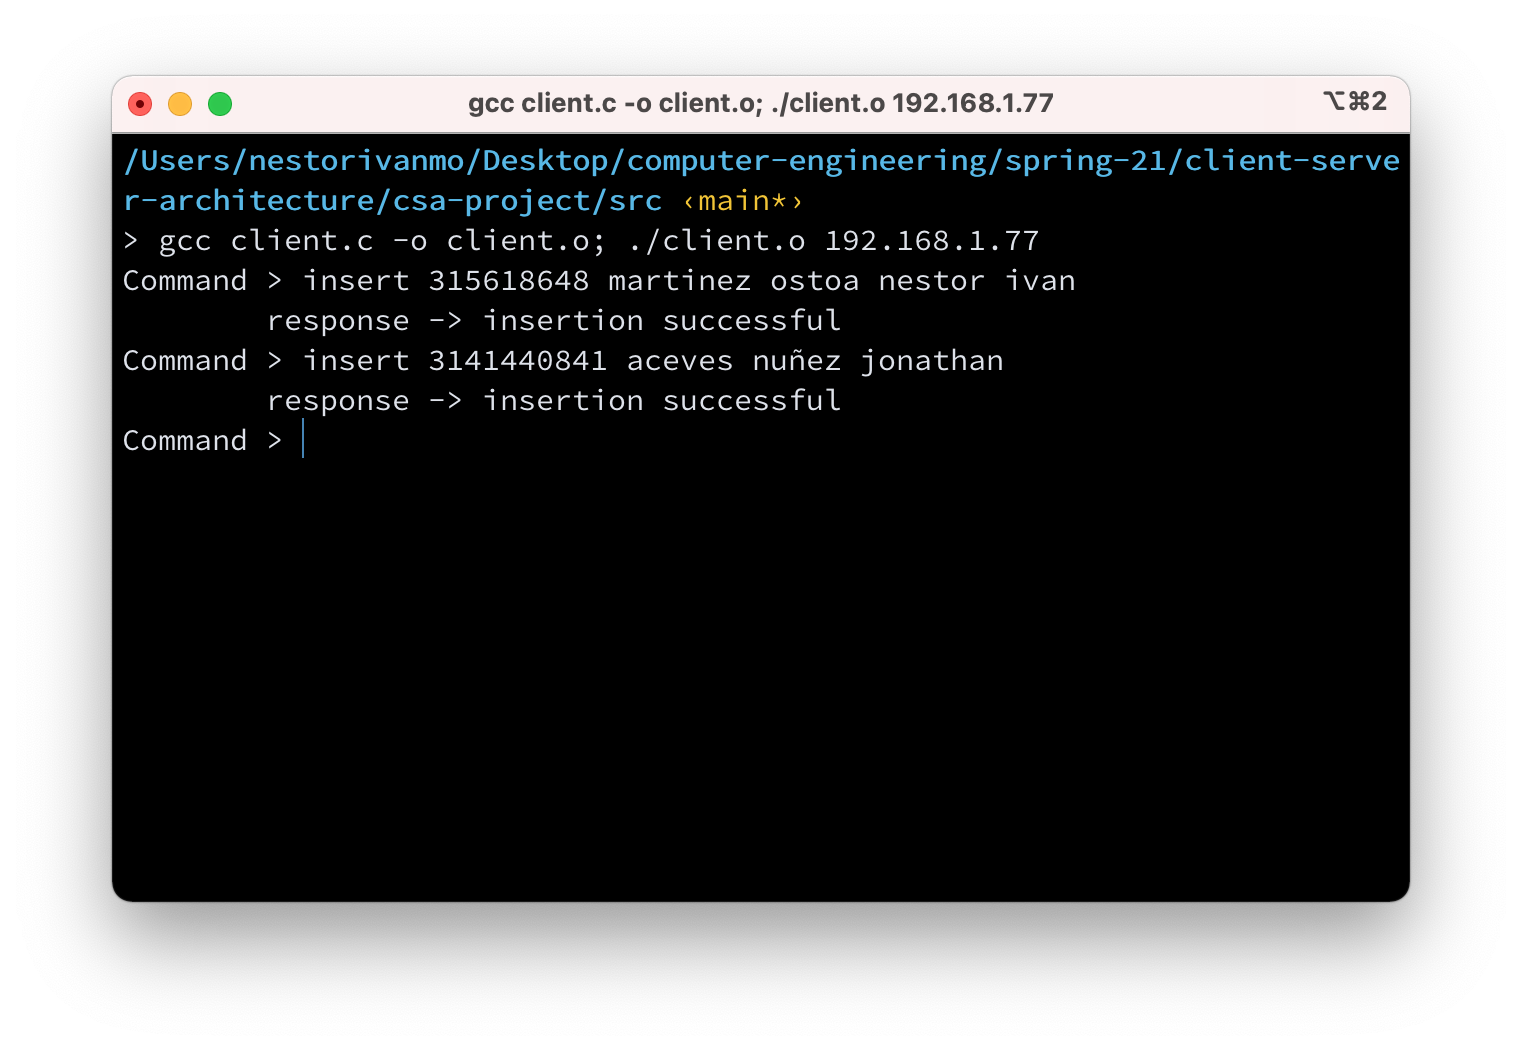 gcc client.c -o client.o; ./client.o 192.168.1.77 ⌥⌘2
/Users/nestorivanmo/Desktop/computer-engineering/spring-21/client-serve
r-architecture/csa-project/src ‹main*›
> gcc client.c -o client.o; ./client.o 192.168.1.77
Command > insert 315618648 martinez ostoa nestor ivan
        response -> insertion successful
Command > insert 3141440841 aceves nuñez jonathan
        response -> insertion successful
Command >